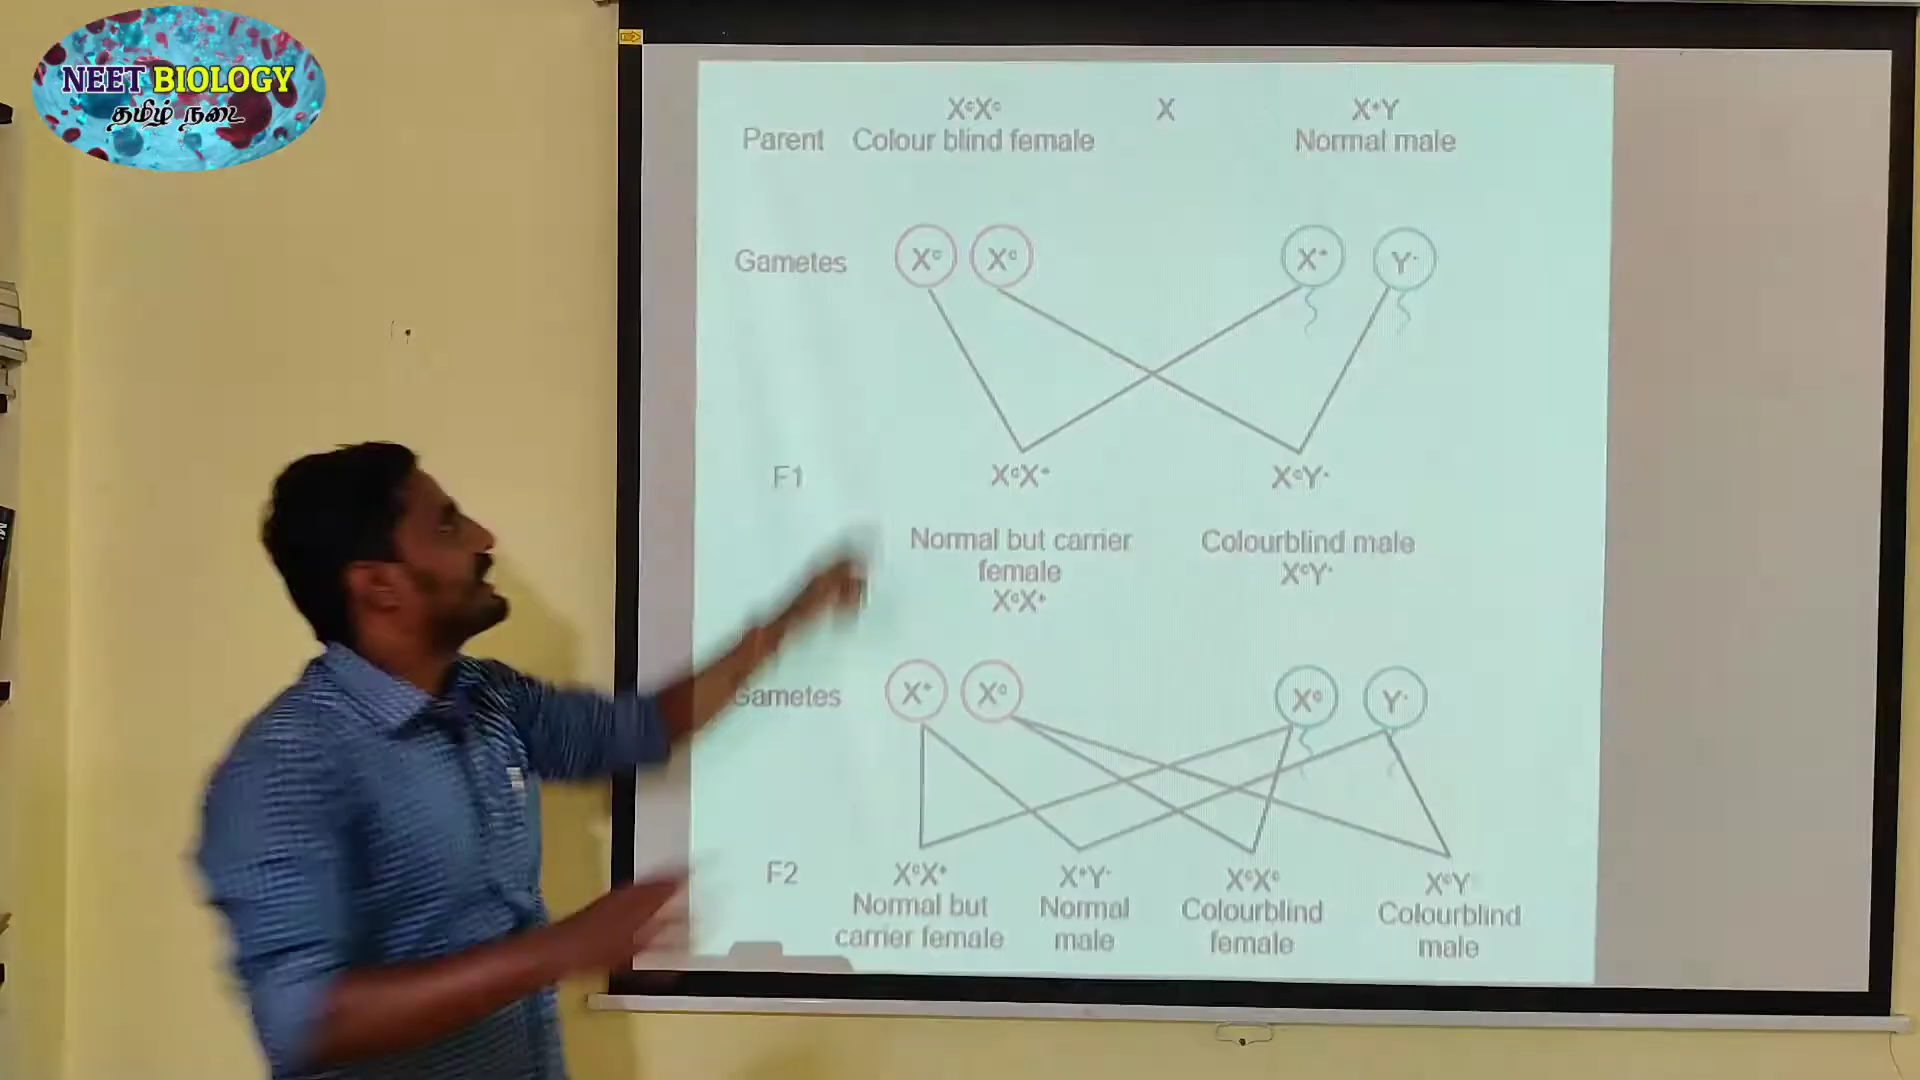 NEET BIOLOGY
தமிழ் நடை
XᶜXᶜ X X⁺Y
Parent Colour blind female Normal male
Gametes Xᶜ Xᶜ X⁺ Y·
F1 XᶜX⁺ XᶜY·
Normal but carrier Colourblind male
female XᶜY·
XᶜX⁺
Gametes X⁺ Xᶜ Xᶜ Y·
F2 XᶜX⁺ X⁺Y· XᶜXᶜ XᶜY·
Normal but Normal Colourblind Colourblind
carrier female male female male